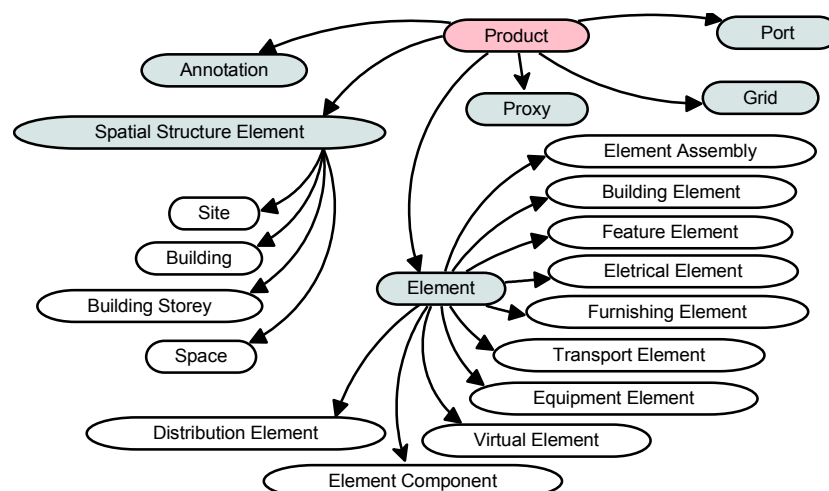 Product
Port
Annotation
Grid
Proxy
Spatial Structure Element
Element Assembly
Building Element
Site
Feature Element
Building
Eletrical Element
Element
Building Storey
Furnishing Element
Space
Transport Element
Equipment Element
Distribution Element
Virtual Element
Element Component